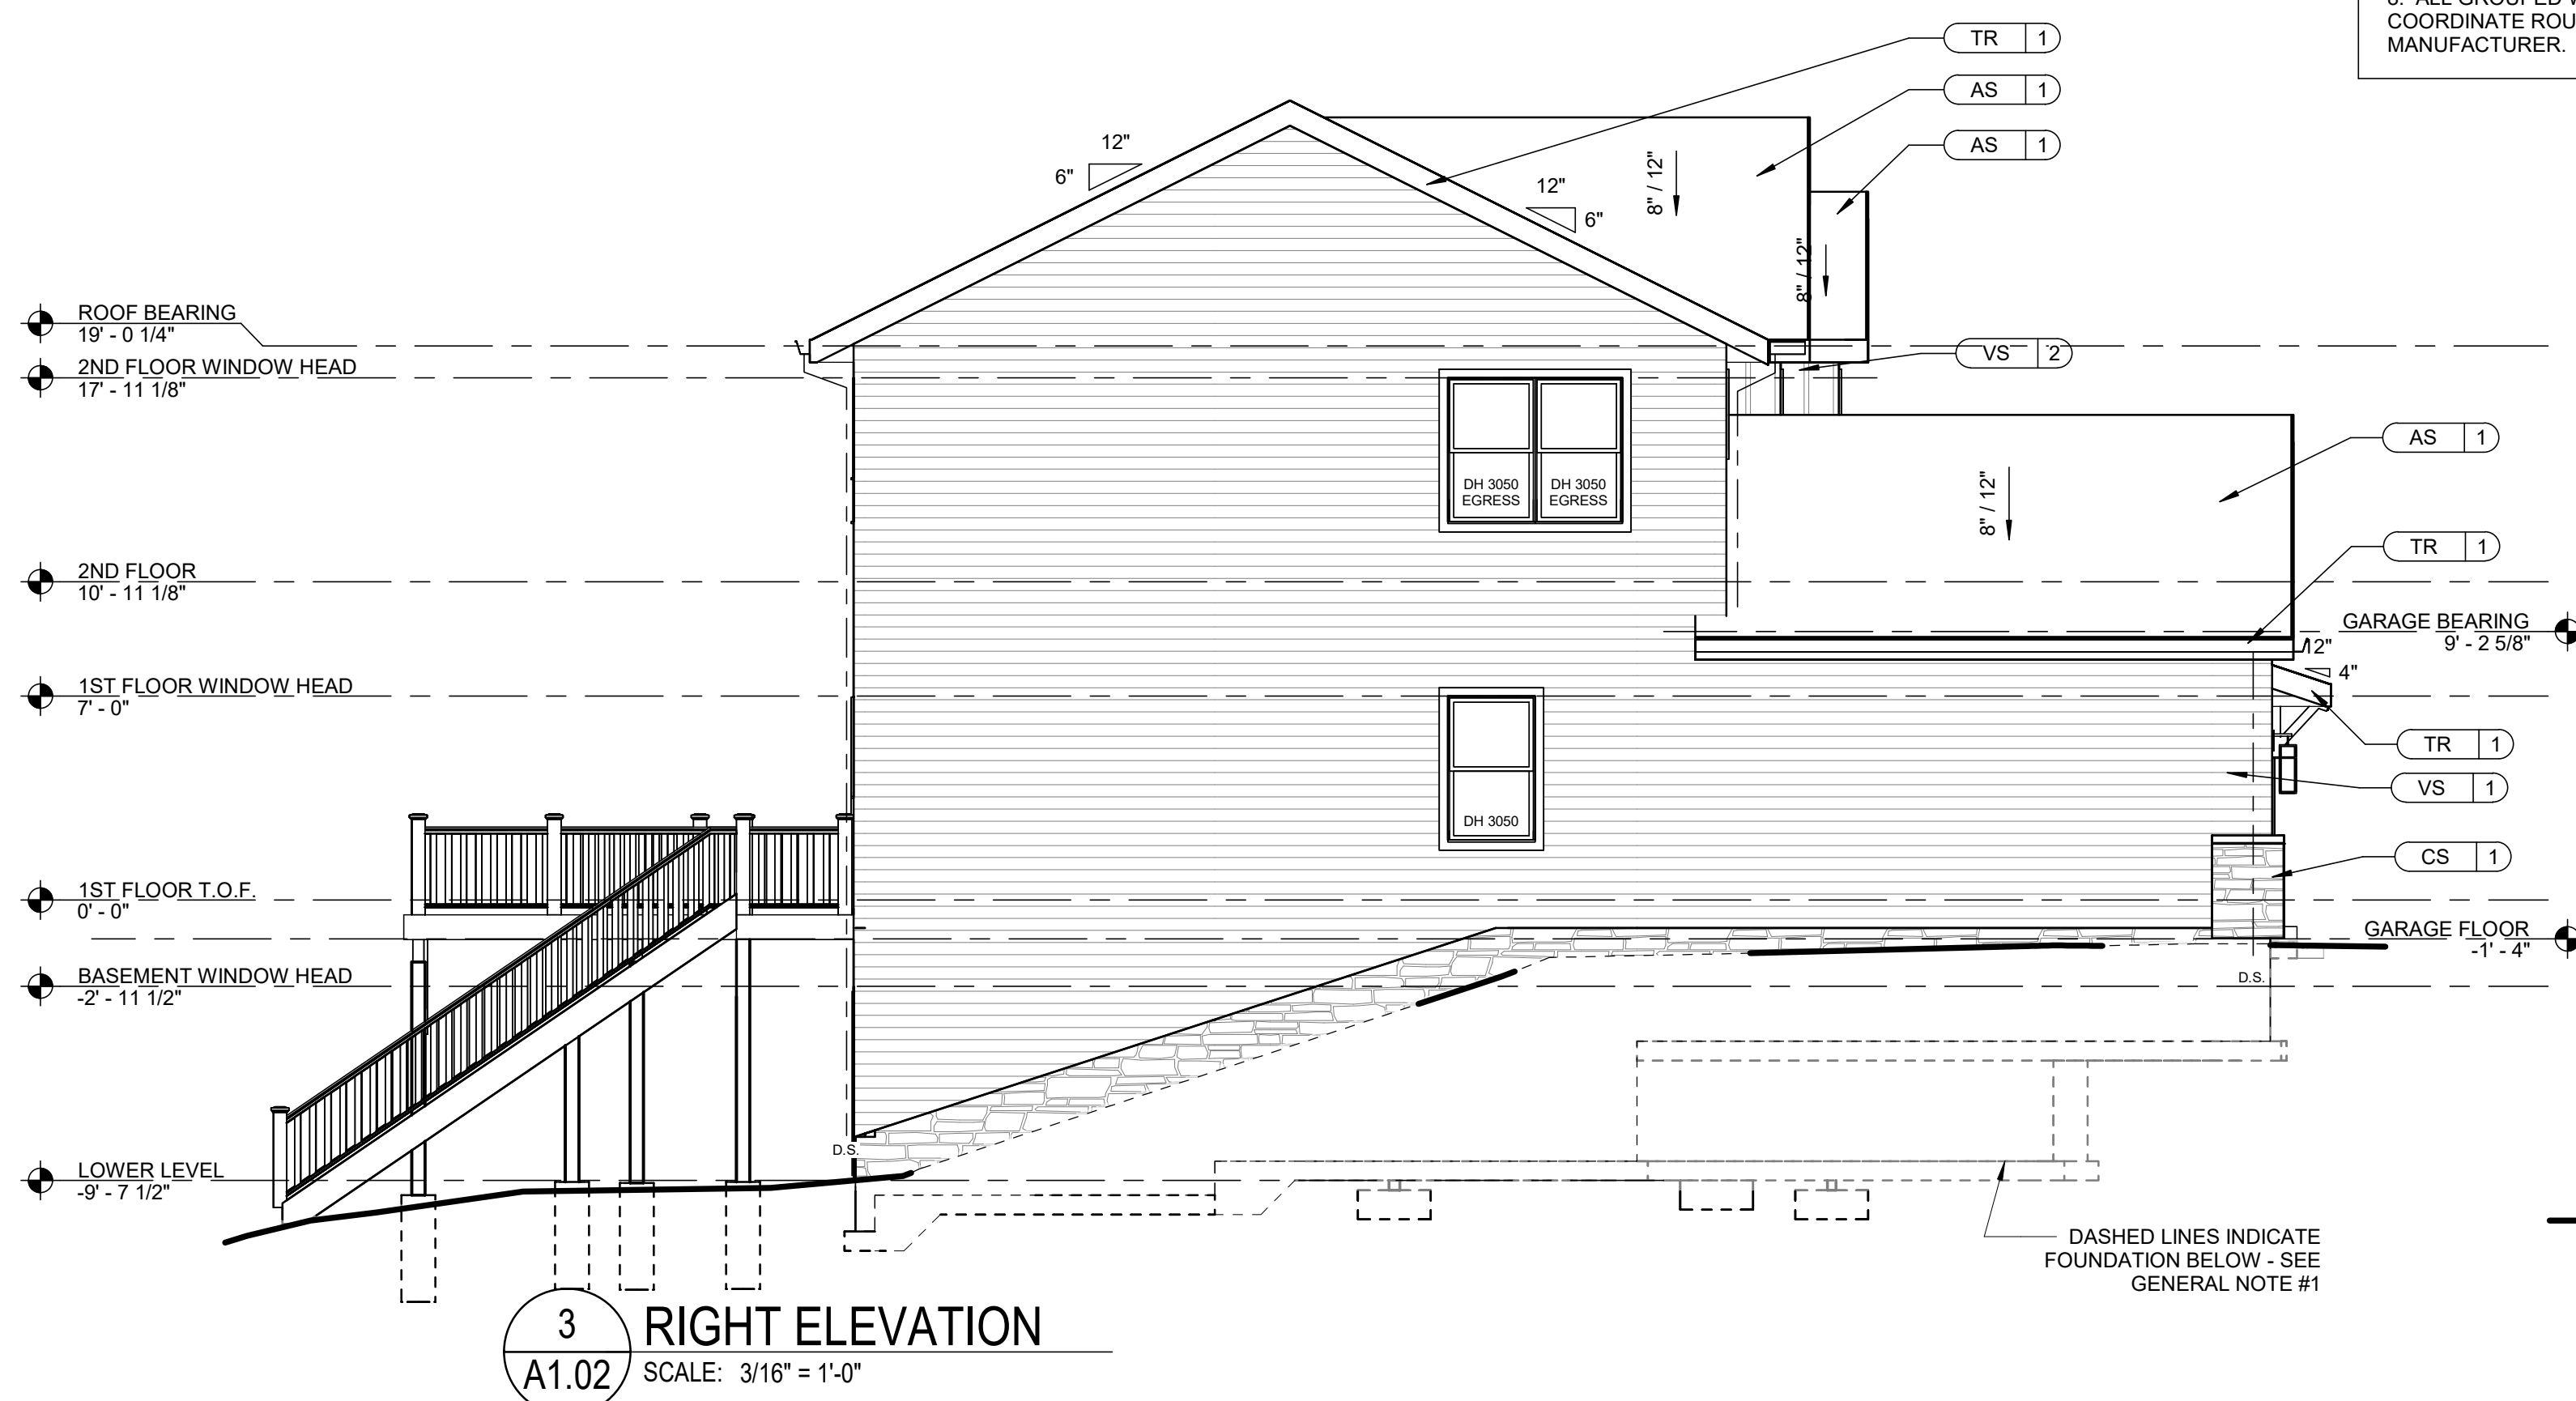 3. ALL GROUPED W
COORDINATE ROU
MANUFACTURER.
TR 1
AS 1
AS 1
12"
6"
12"
6"
8" / 12"
8" / 12"
ROOF BEARING
19' - 0 1/4"
2ND FLOOR WINDOW HEAD
17' - 11 1/8"
VS 2
AS 1
DH 3050
EGRESS
DH 3050
EGRESS
8" / 12"
TR 1
2ND FLOOR
10' - 11 1/8"
GARAGE BEARING
9' - 2 5/8"
12"
4"
1ST FLOOR WINDOW HEAD
7' - 0"
TR 1
VS 1
DH 3050
CS 1
1ST FLOOR T.O.F.
0' - 0"
GARAGE FLOOR
-1' - 4"
BASEMENT WINDOW HEAD
-2' - 11 1/2"
D.S.
D.S.
LOWER LEVEL
-9' - 7 1/2"
DASHED LINES INDICATE
FOUNDATION BELOW - SEE
GENERAL NOTE #1
3
A1.02
RIGHT ELEVATION
SCALE: 3/16" = 1'-0"